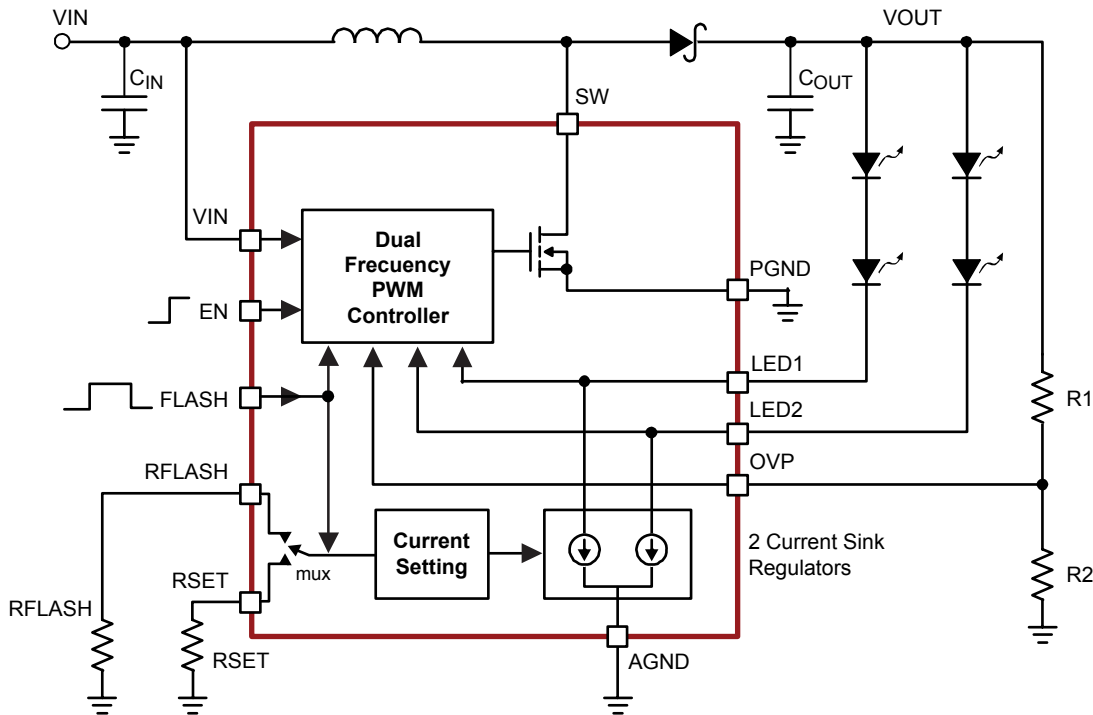 VIN
VOUT
CIN
COUT
SW
VIN
Dual
Frecuency
PWM
Controller
PGND
EN
LED1
FLASH
R1
LED2
OVP
RFLASH
Current
Setting
2 Current Sink
Regulators
mux
RSET
R2
RFLASH
RSET
AGND